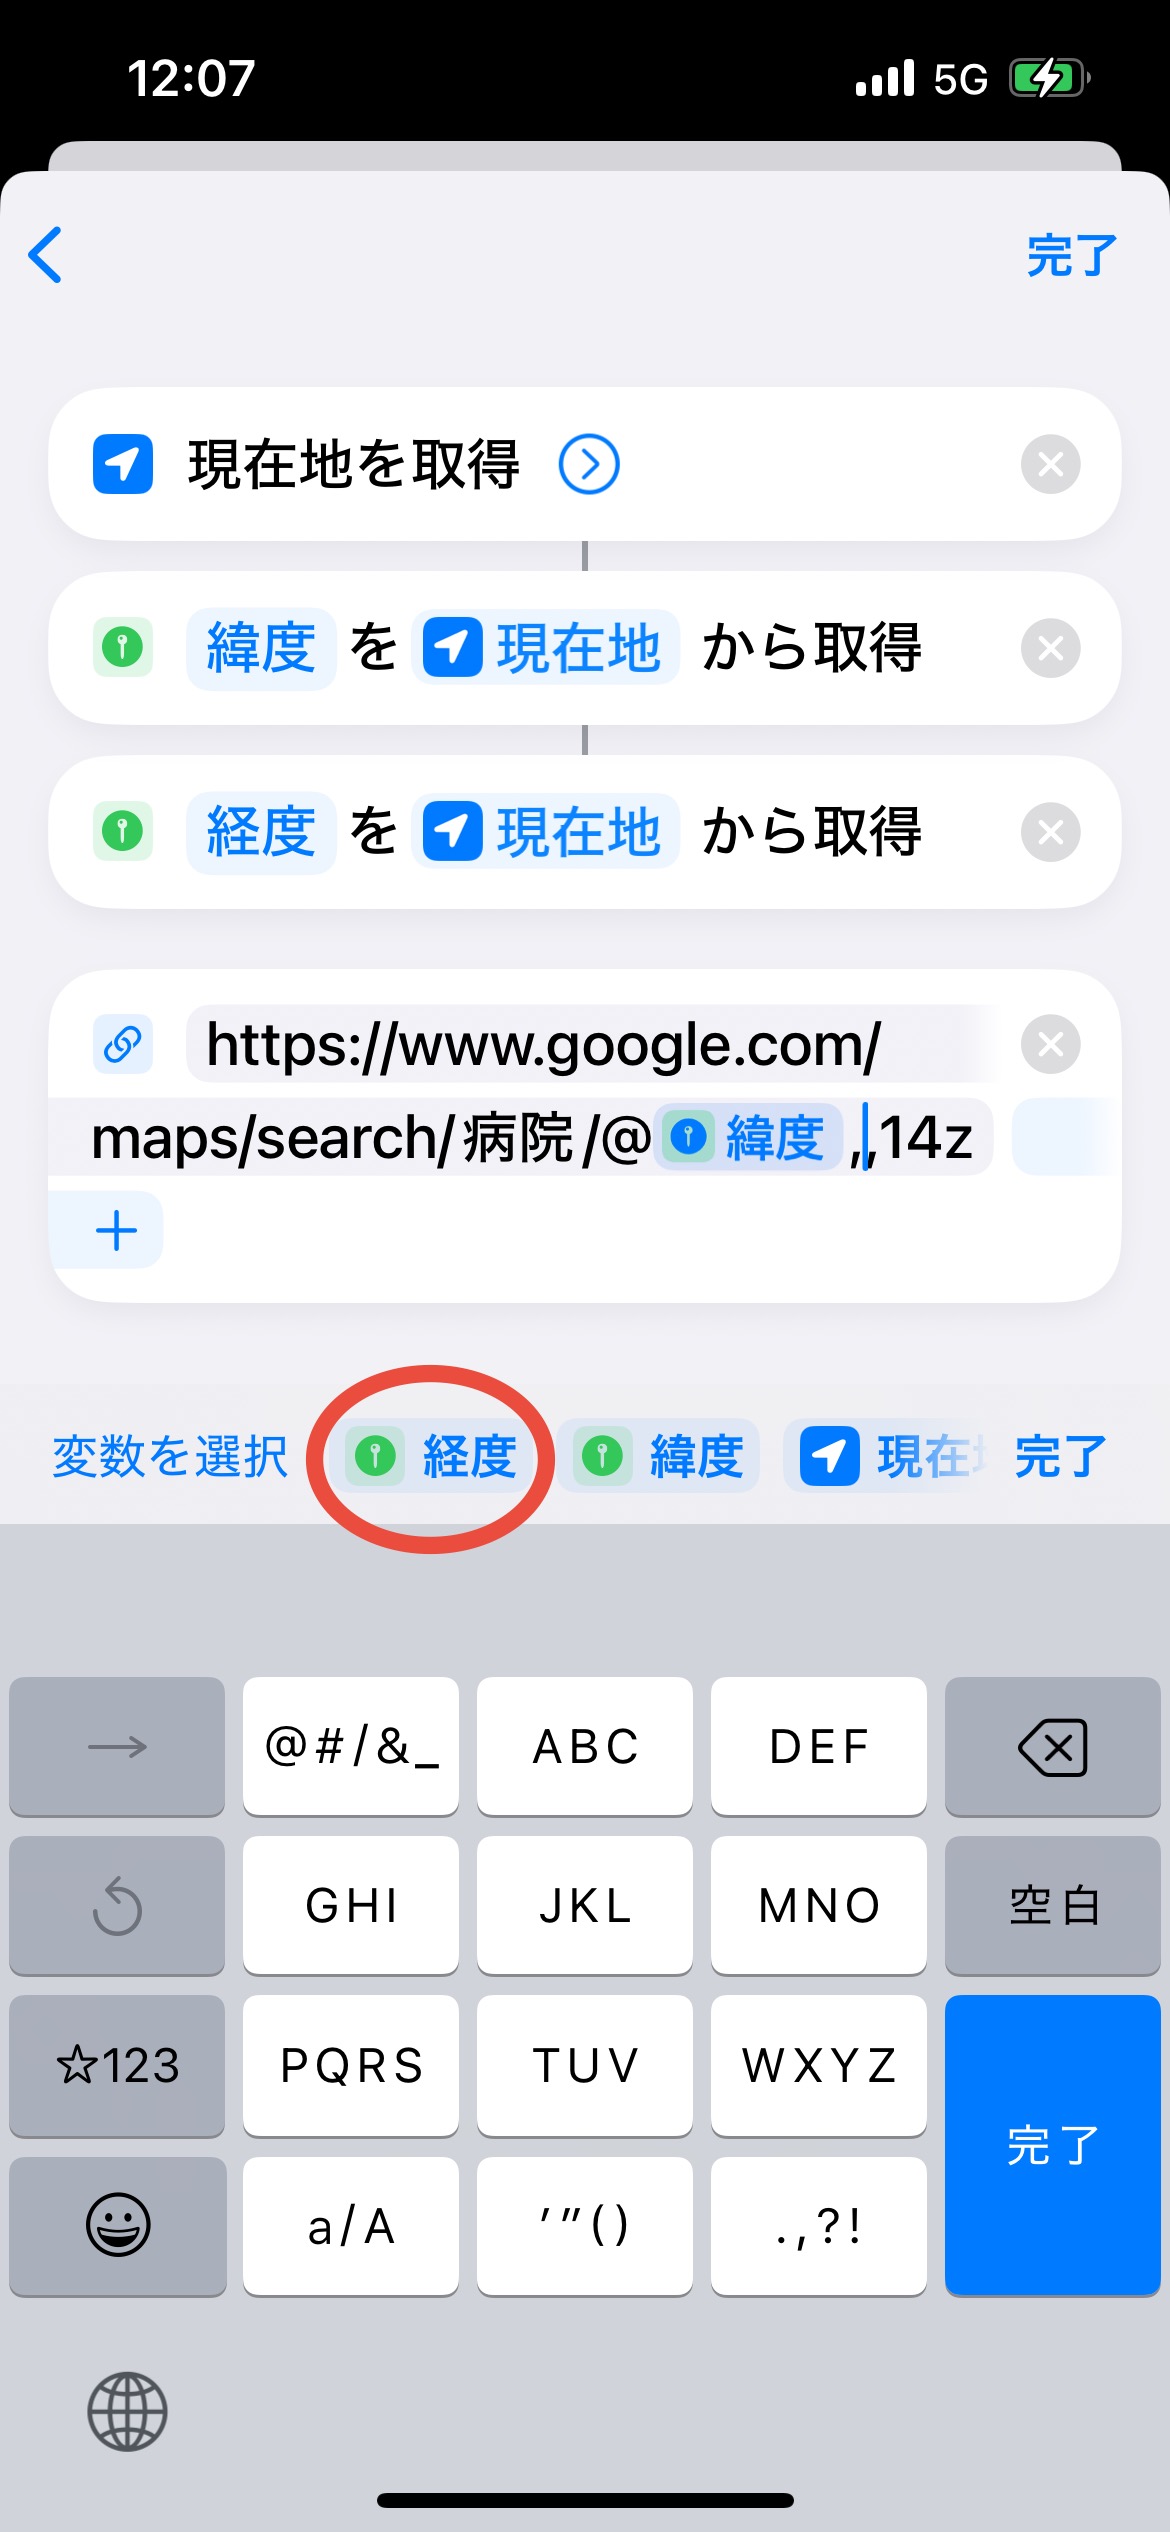 12:07 5G
完了
現在地を取得
緯度 を 現在地 から取得
経度 を 現在地 から取得
https://www.google.com/
maps/search/病院/@緯度,,14z
変数を選択 経度 緯度 現在 完了
→ @#/&_ ABC DEF
GHI JKL MNO 空白
☆123 PQRS TUV WXYZ
完了
a/A ’”() .,?!